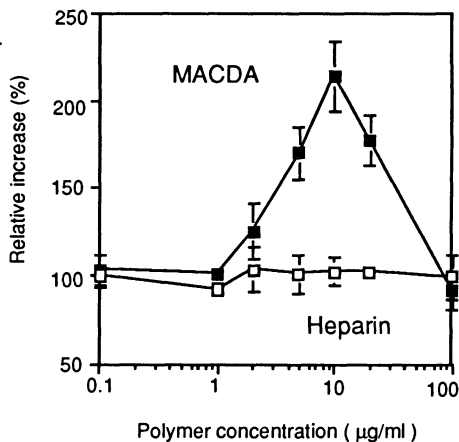 250
200
150
100
50
Relative increase (%)
MACDA
Heparin
0.1 1 10 100
Polymer concentration ( μg/ml )